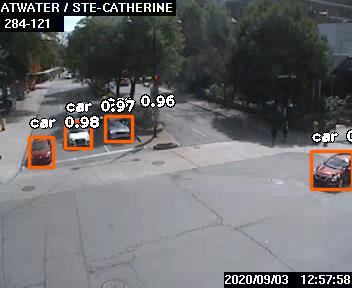 ATWATER / STE-CATHERINE
284-121
car 0.97
0.96
car 0.98
car 0
2020/09/03 12:57:58